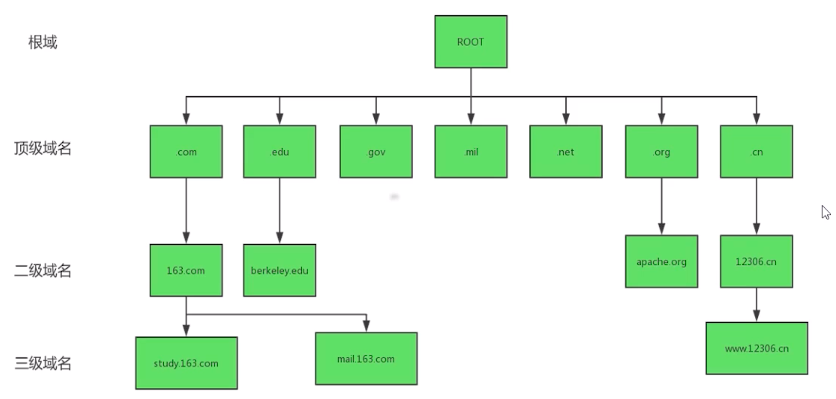 根域
ROOT
顶级域名
.com
.edu
.gov
.mil
.net
.org
.cn
二级域名
163.com
berkeley.edu
apache.org
12306.cn
三级域名
study.163.com
mail.163.com
www.12306.cn